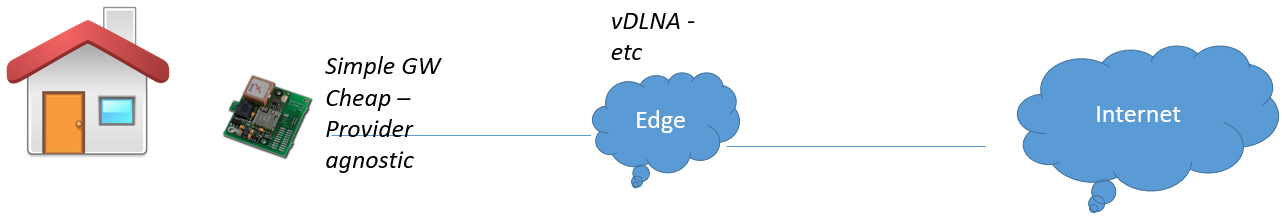 Simple GW
Cheap –
Provider
agnostic
vDLNA -
etc
Edge
Internet